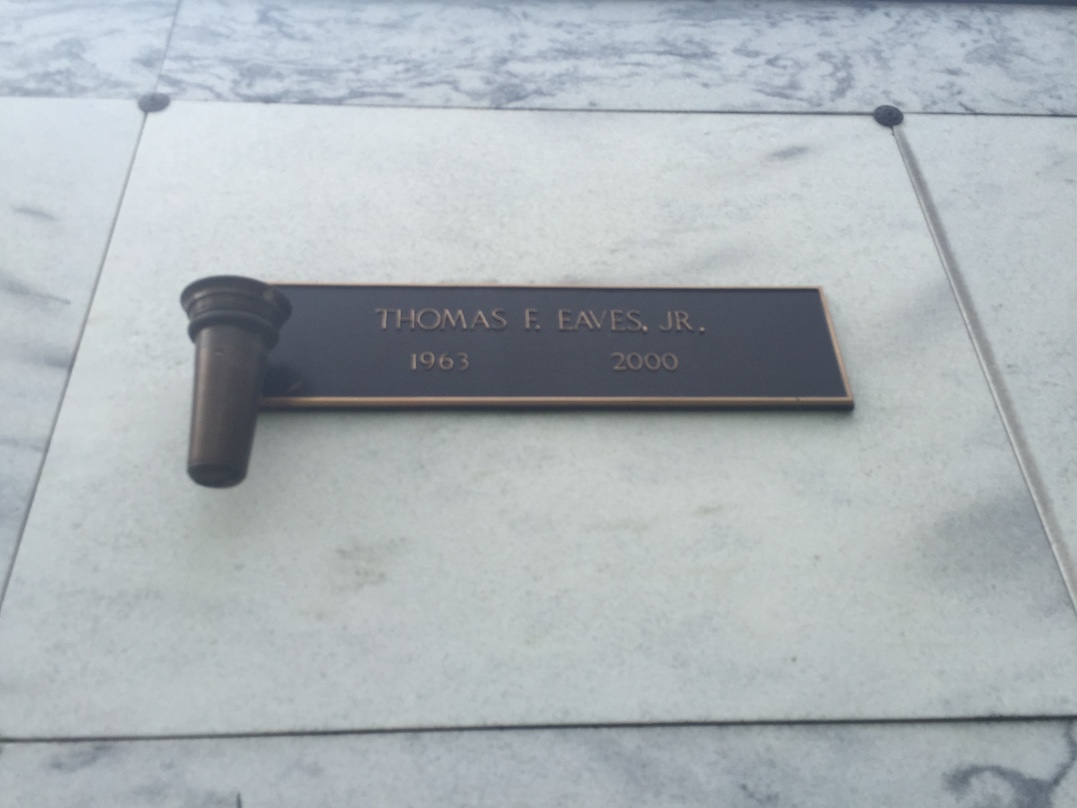 THOMAS F. EAVES, JR.
1963 2000